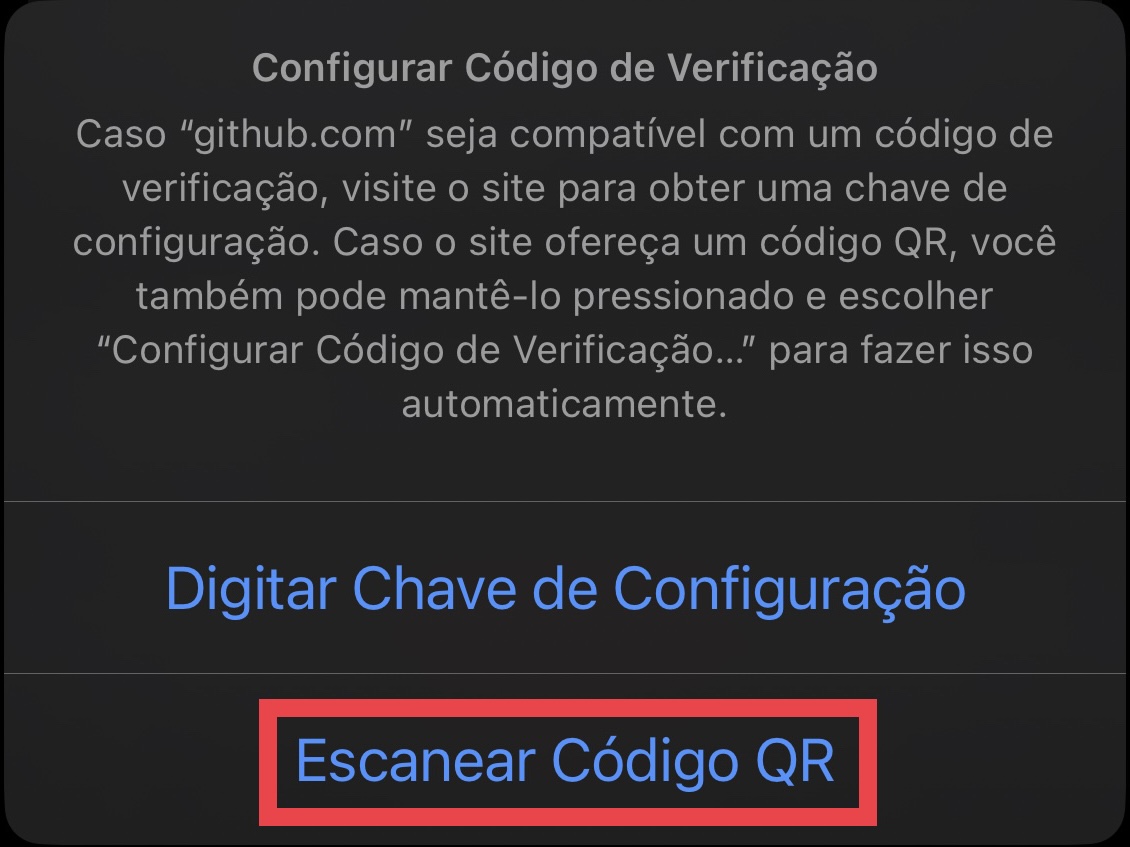 Configurar Código de Verificação
Caso “github.com” seja compatível com um código de
verificação, visite o site para obter uma chave de
configuração. Caso o site ofereça um código QR, você
também pode mantê-lo pressionado e escolher
“Configurar Código de Verificação...” para fazer isso
automaticamente.
Digitar Chave de Configuração
Escanear Código QR